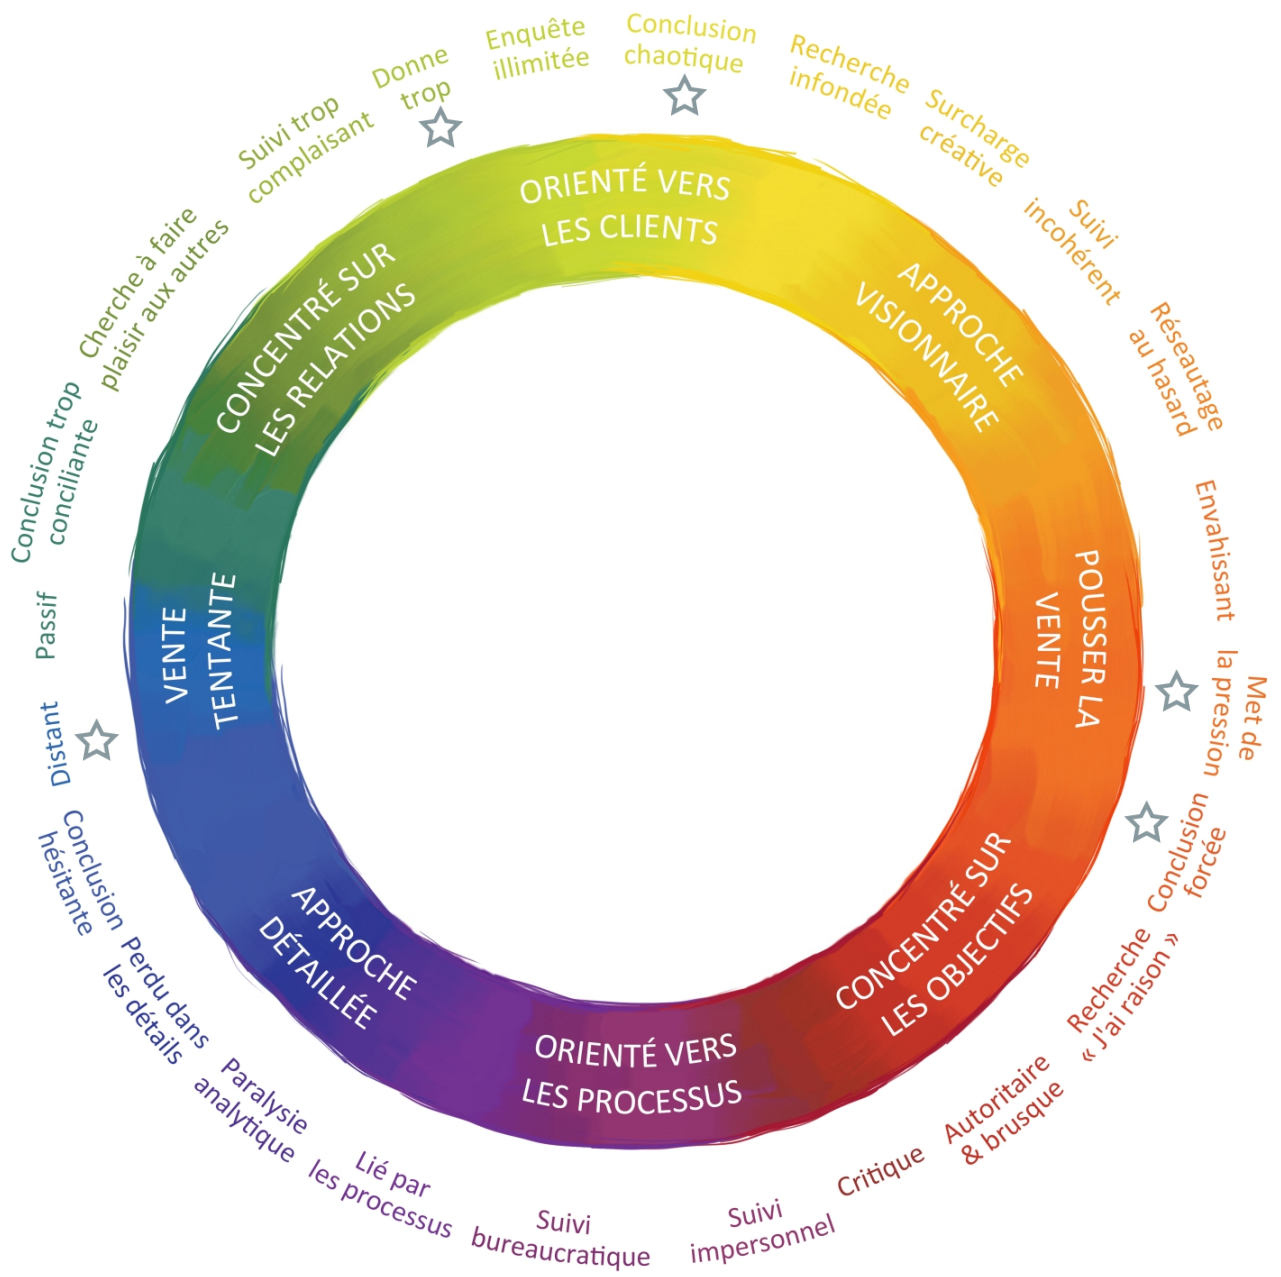 Conclusion
chaotique
Recherche
infondée
Surcharge
créative
Suivi
incohérent
Réseautage
au hasard
Envahissant
Met de
la pression
Conclusion
forcée
Recherche
« J'ai raison »
Autoritaire
& brusque
Critique
Suivi
impersonnel
Suivi
bureaucratique
Lié par
les processus
Paralysie
analytique
Perdu dans
les détails
Conclusion
hésitante
Distant
Passif
Conclusion trop
conciliante
Cherche à faire
plaisir aux autres
Suivi trop
complaisant
Donne
trop
Enquête
illimitée
ORIENTÉ VERS
LES CLIENTS
APPROCHE
VISIONNAIRE
POUSSER LA
VENTE
CONCENTRÉ SUR
LES OBJECTIFS
ORIENTÉ VERS
LES PROCESSUS
APPROCHE
DÉTAILLÉE
VENTE
TENTANTE
CONCENTRÉ SUR
LES RELATIONS